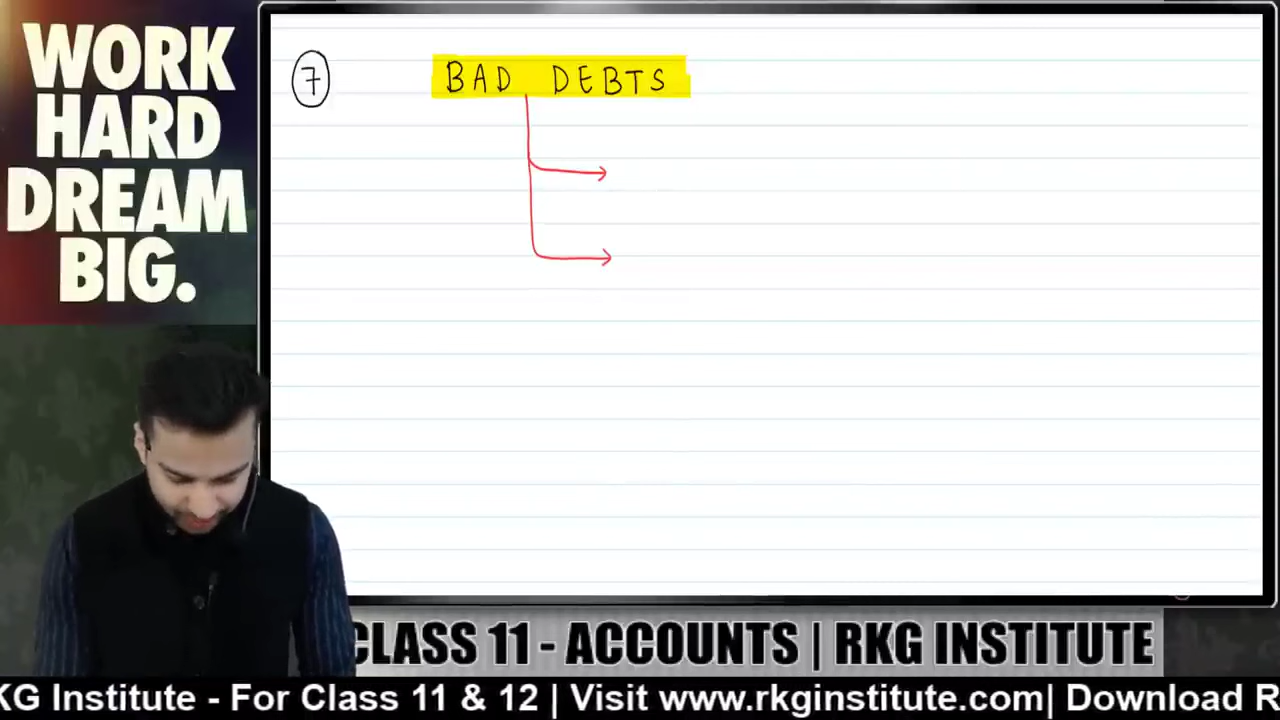 WORK
HARD
DREAM
BIG.
7 BAD DEBTS
CLASS 11 - ACCOUNTS | RKG INSTITUTE
KG Institute - For Class 11 & 12 | Visit www.rkginstitute.com| Download R